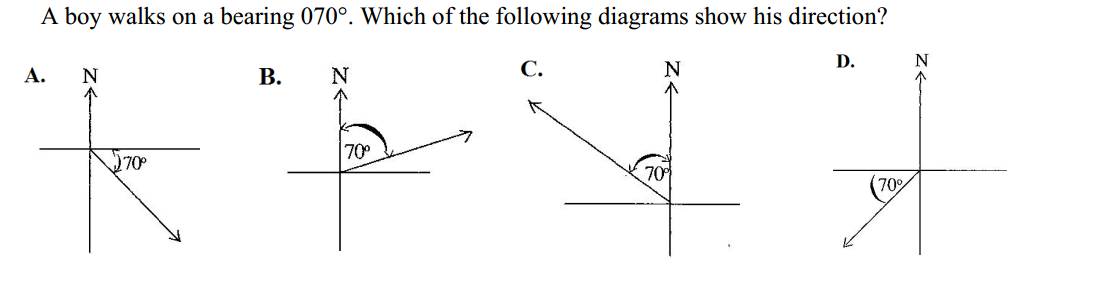 A boy walks on a bearing 070°. Which of the following diagrams show his direction?
A. N B. N C. N D. N
70° 70° 70° 70°